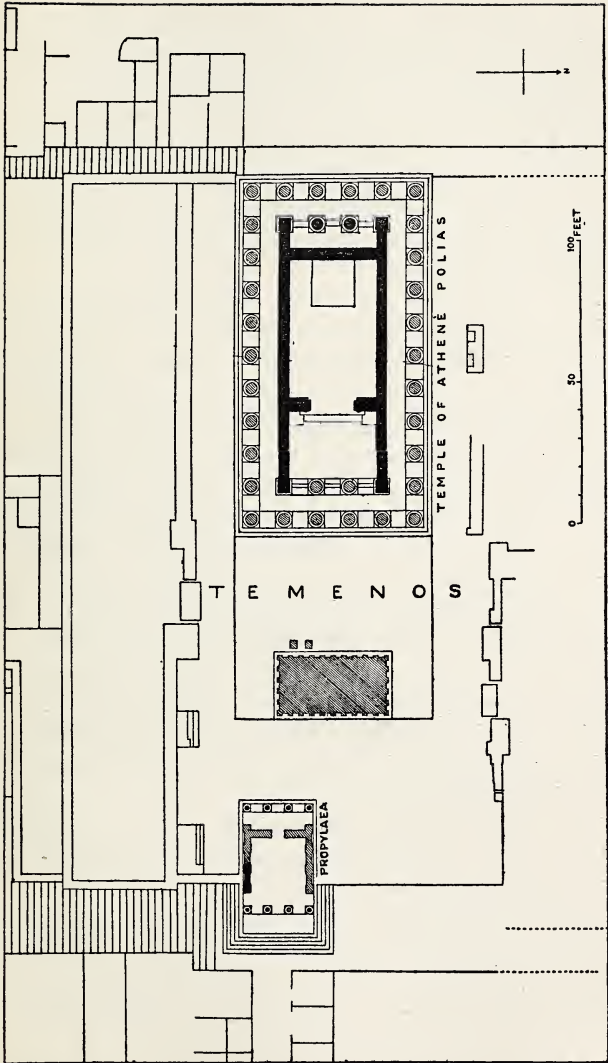 N
100 FEET
50
0
TEMPLE OF ATHENE POLIAS
TEMENOS
PROPYLAEA